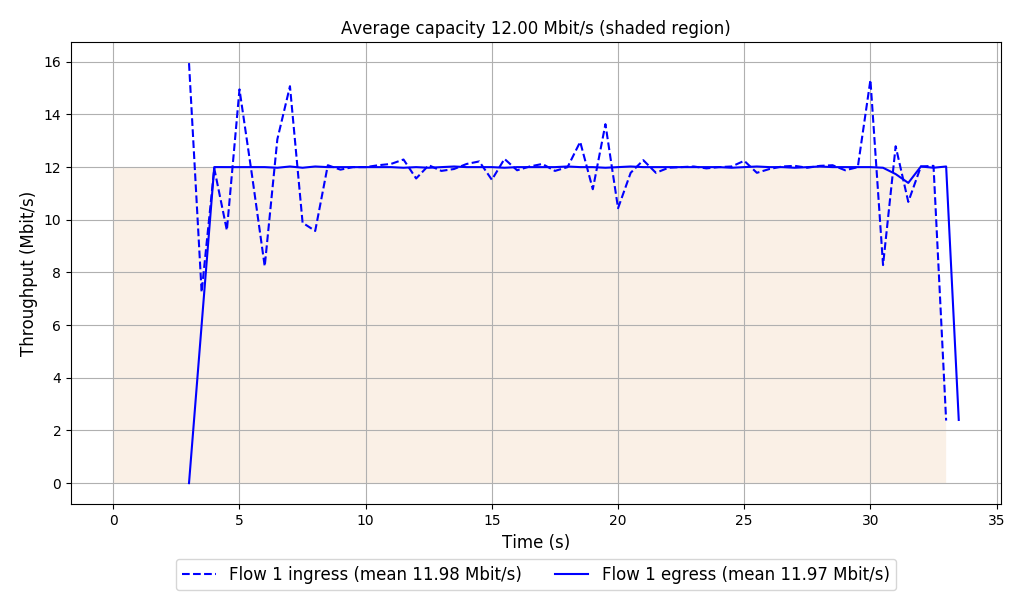 Average capacity 12.00 Mbit/s (shaded region)
Throughput (Mbit/s)
16
14
12
10
8
6
4
2
0
0 5 10 15 20 25 30 35
Time (s)
Flow 1 ingress (mean 11.98 Mbit/s) Flow 1 egress (mean 11.97 Mbit/s)